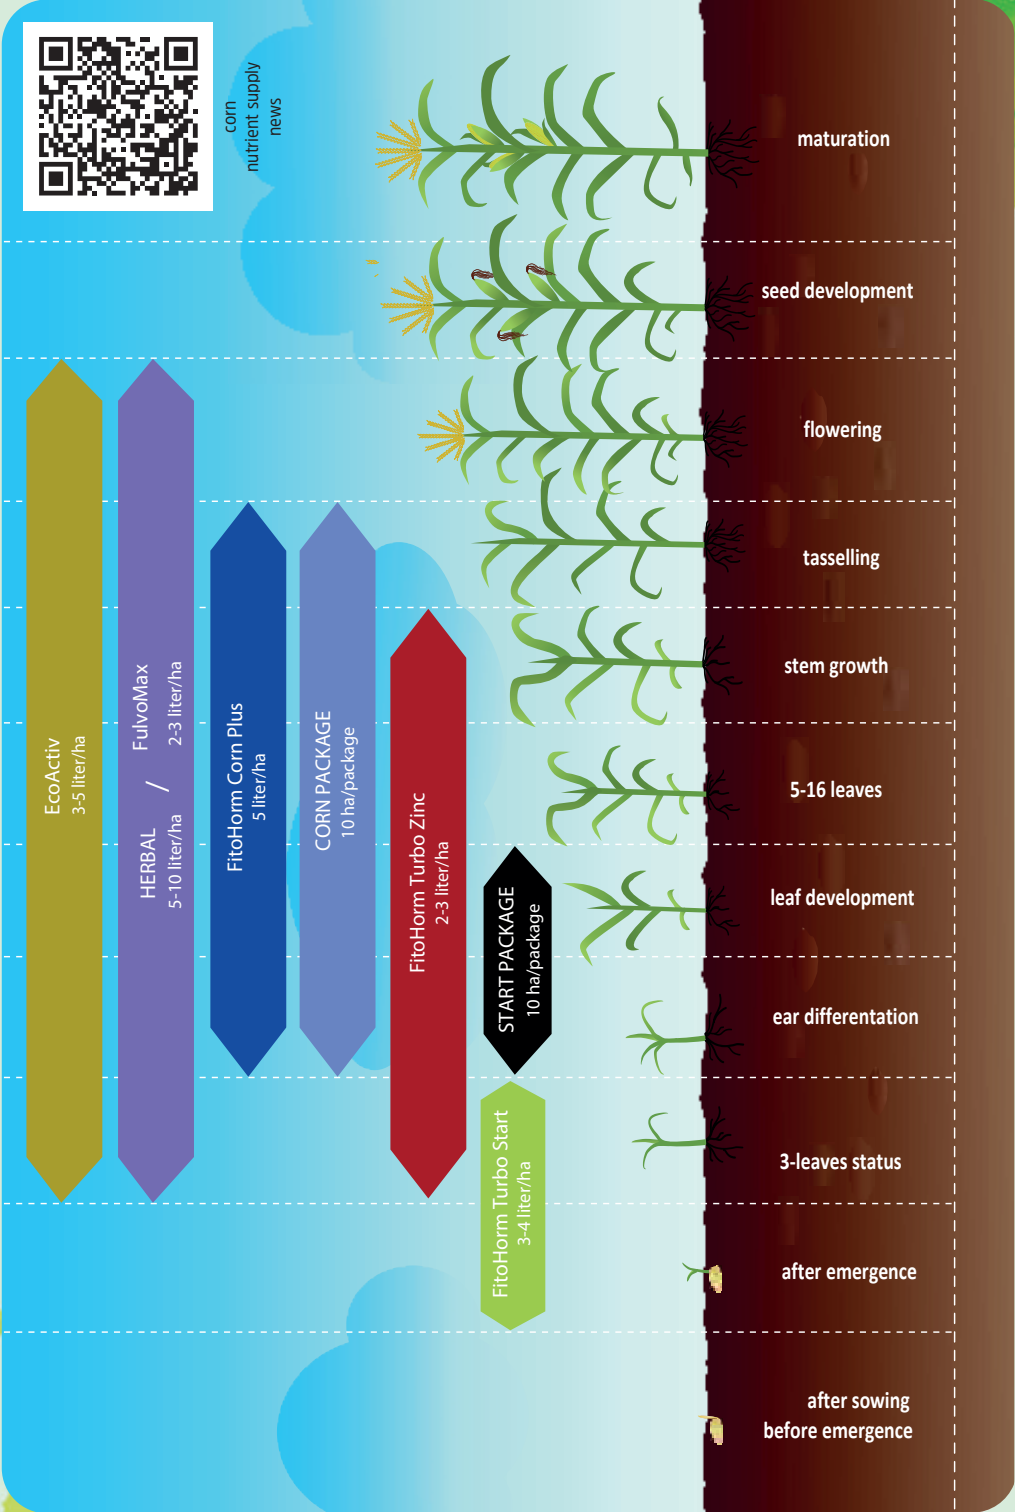 corn
nutrient supply
news
EcoActiv
3-5 liter/ha
HERBAL / FulvoMax
5-10 liter/ha 2-3 liter/ha
FitoHorm Corn Plus
5 liter/ha
CORN PACKAGE
10 ha/package
FitoHorm Turbo Zinc
2-3 liter/ha
START PACKAGE
10 ha/package
FitoHorm Turbo Start
3-4 liter/ha
maturation
seed development
flowering
tasselling
stem growth
5-16 leaves
leaf development
ear differentation
3-leaves status
after emergence
after sowing
before emergence